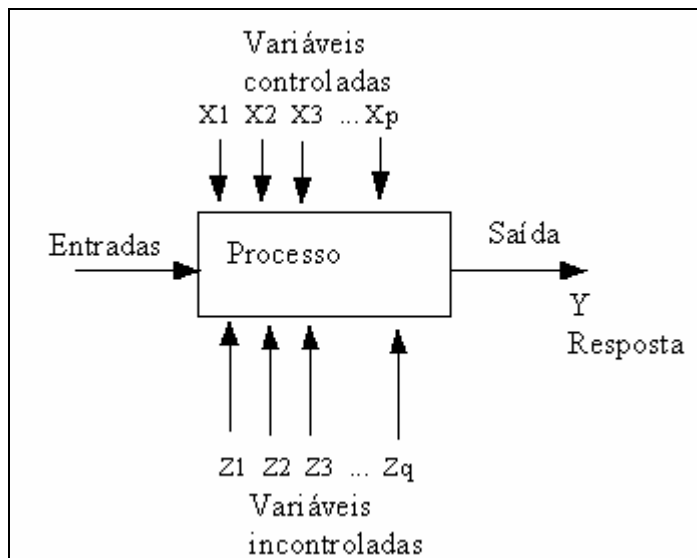 Variáveis
controladas
X1 X2 X3 ... Xp
Entradas
Processo
Saída
Y
Resposta
Z1 Z2 Z3 ... Zq
Variáveis
incontroladas